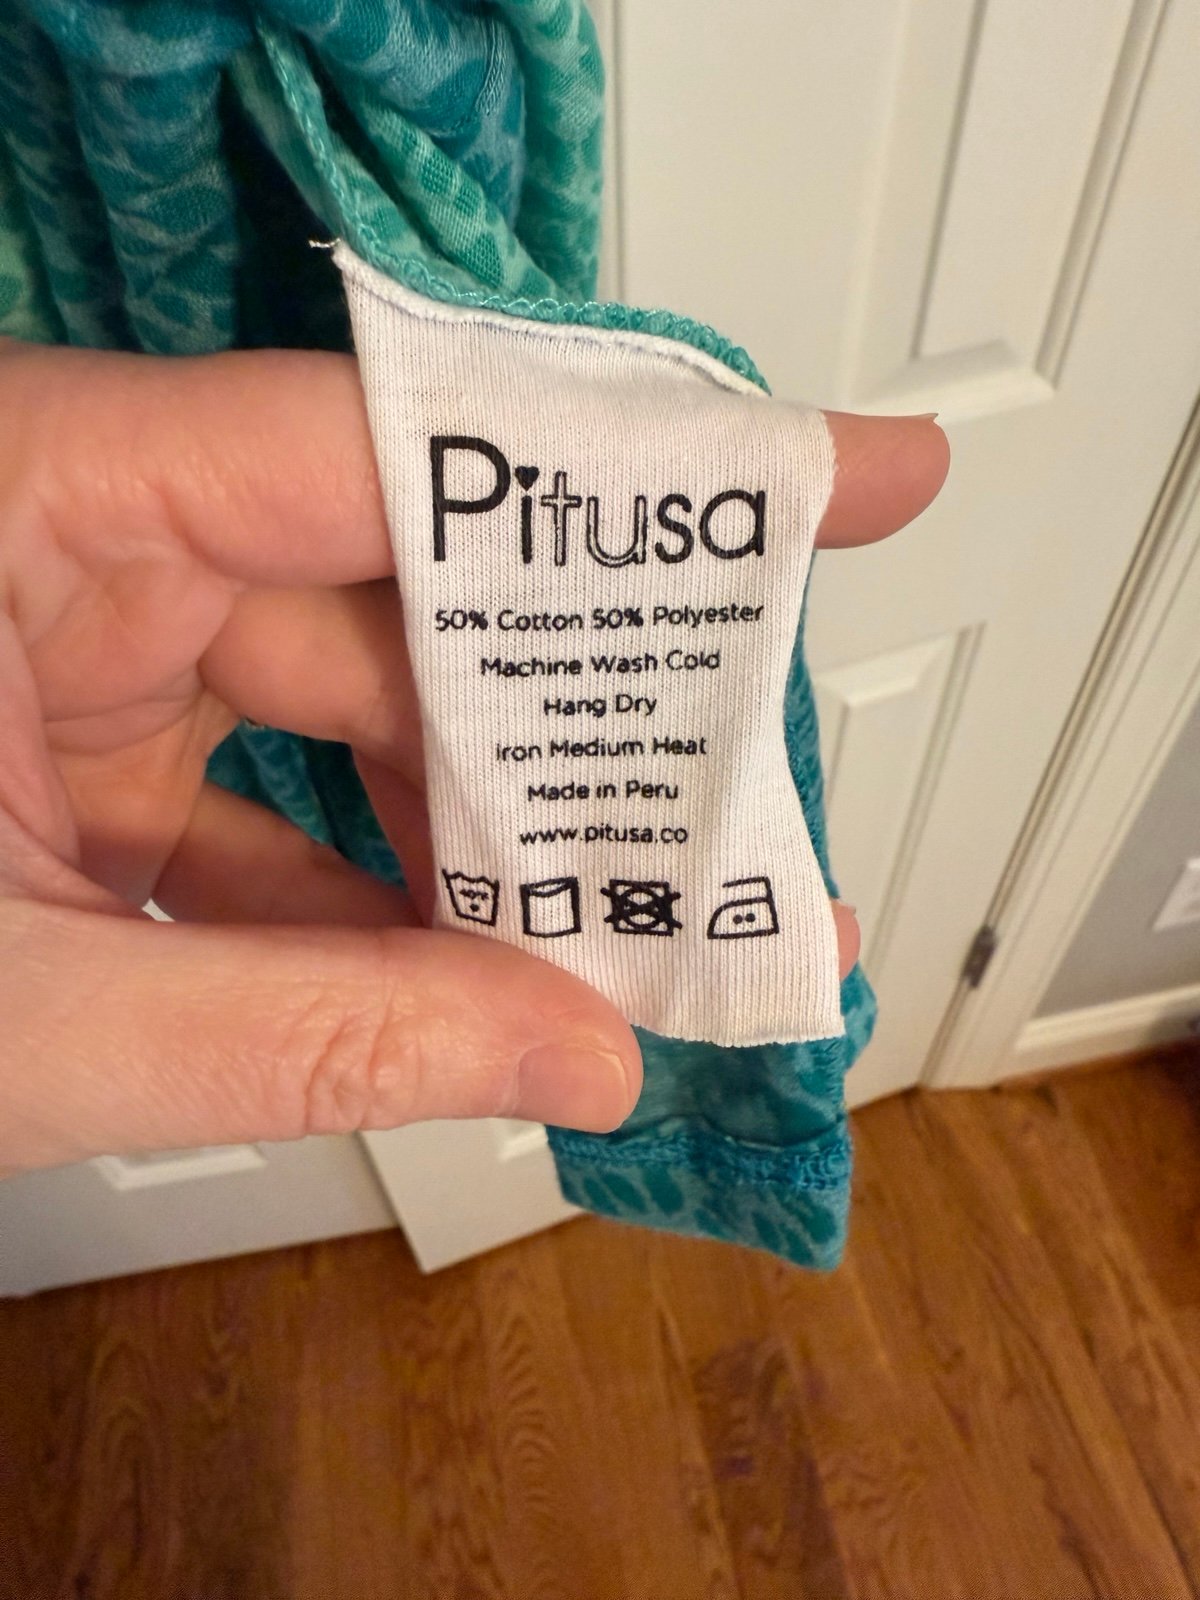 Pitusa
50% Cotton 50% Polyester
Machine Wash Cold
Hang Dry
Iron Medium Heat
Made in Peru
www.pitusa.co